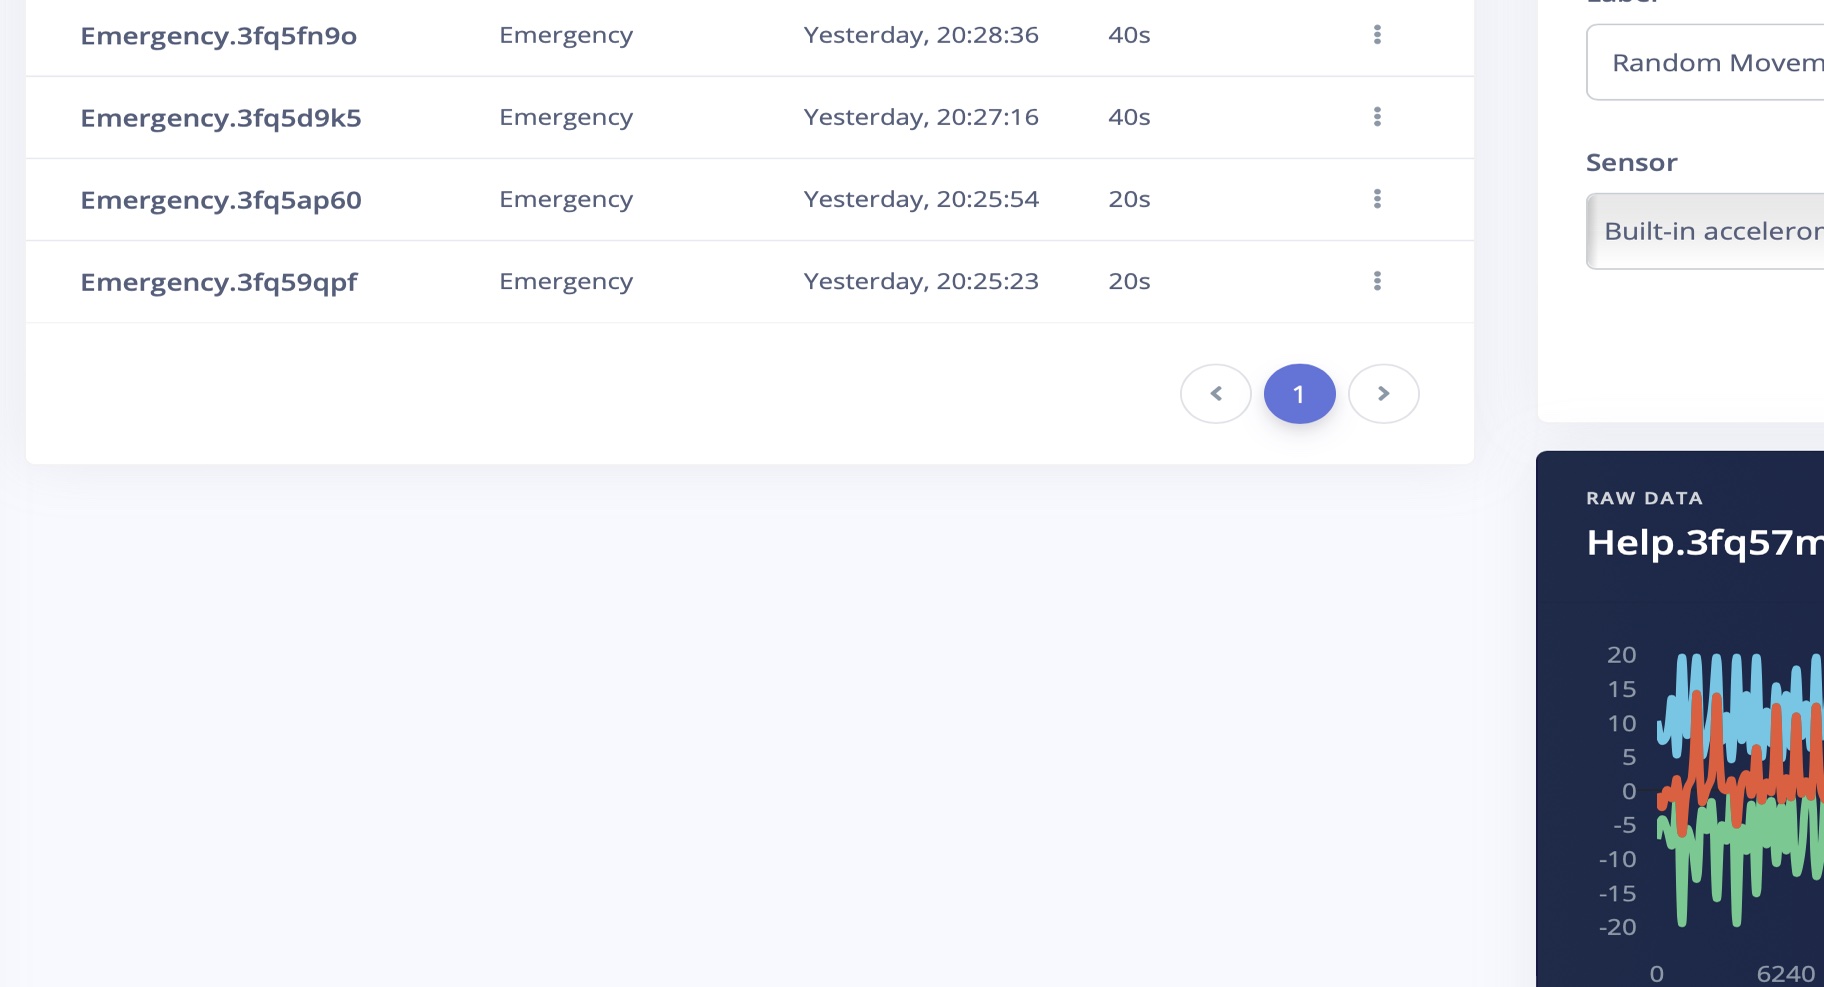 Emergency.3fq5fn9o Emergency Yesterday, 20:28:36 40s
Emergency.3fq5d9k5 Emergency Yesterday, 20:27:16 40s
Emergency.3fq5ap60 Emergency Yesterday, 20:25:54 20s
Emergency.3fq59qpf Emergency Yesterday, 20:25:23 20s
< 1 >
Label
Random Movem
Sensor
Built-in acceleror
RAW DATA
Help.3fq57m
20
15
10
5
0
-5
-10
-15
-20
0 6240